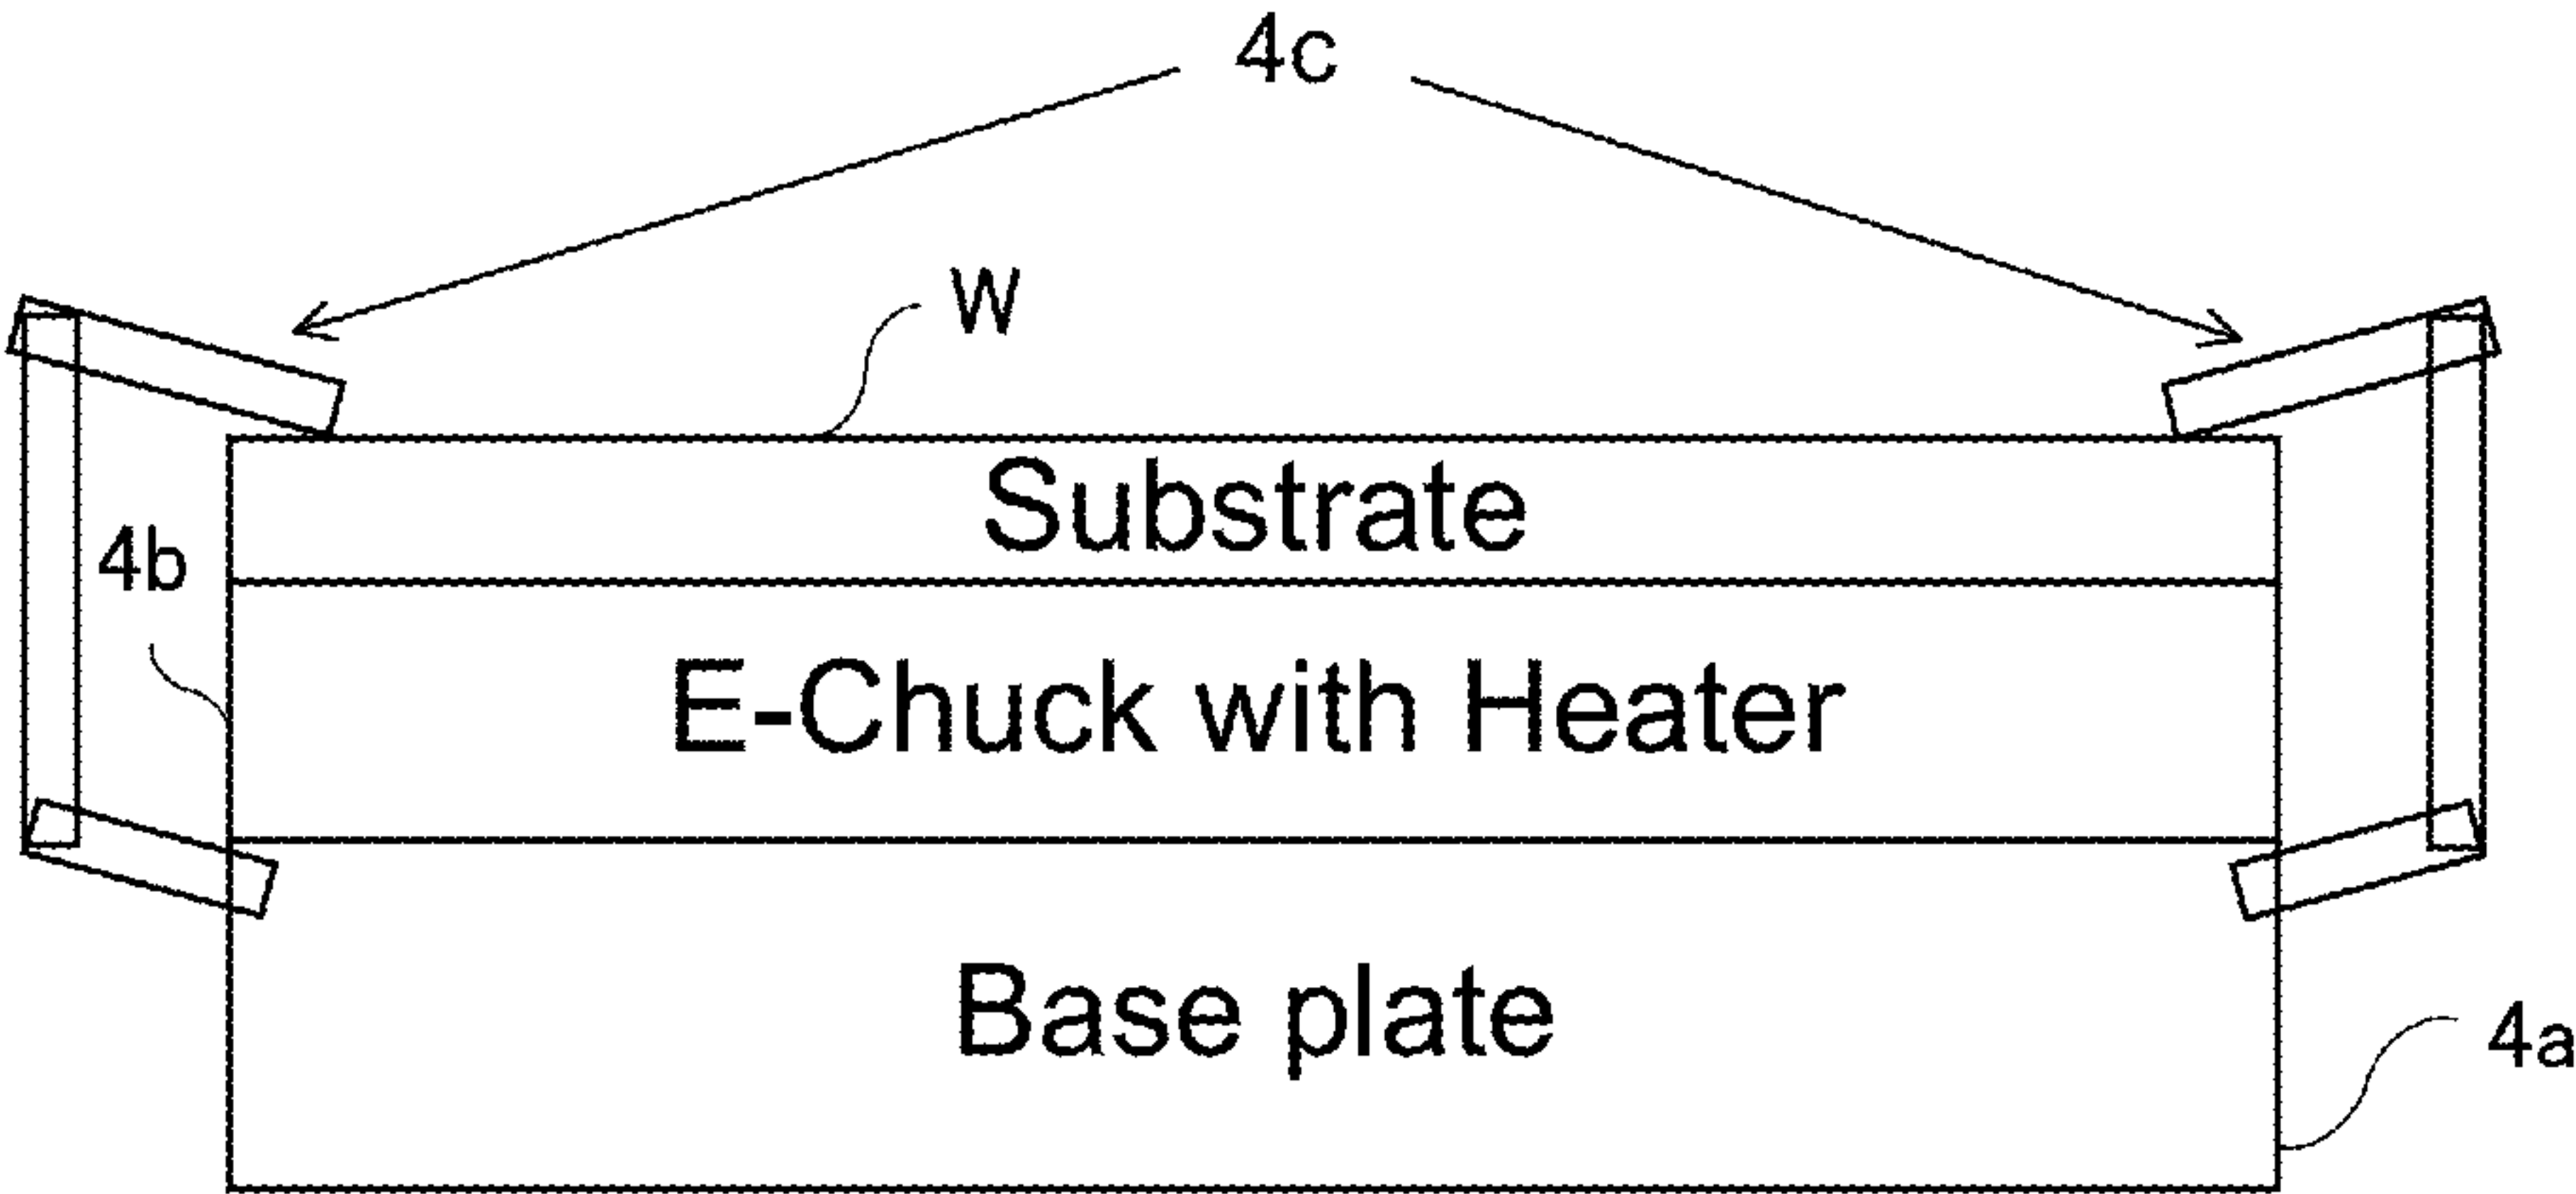 4c
W
Substrate
4b
E-Chuck with Heater
Base plate
4a